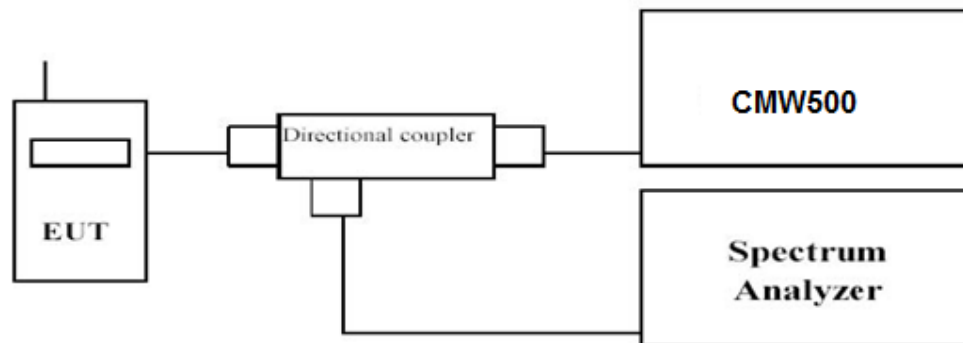 EUT
Directional coupler
CMW500
Spectrum
Analyzer